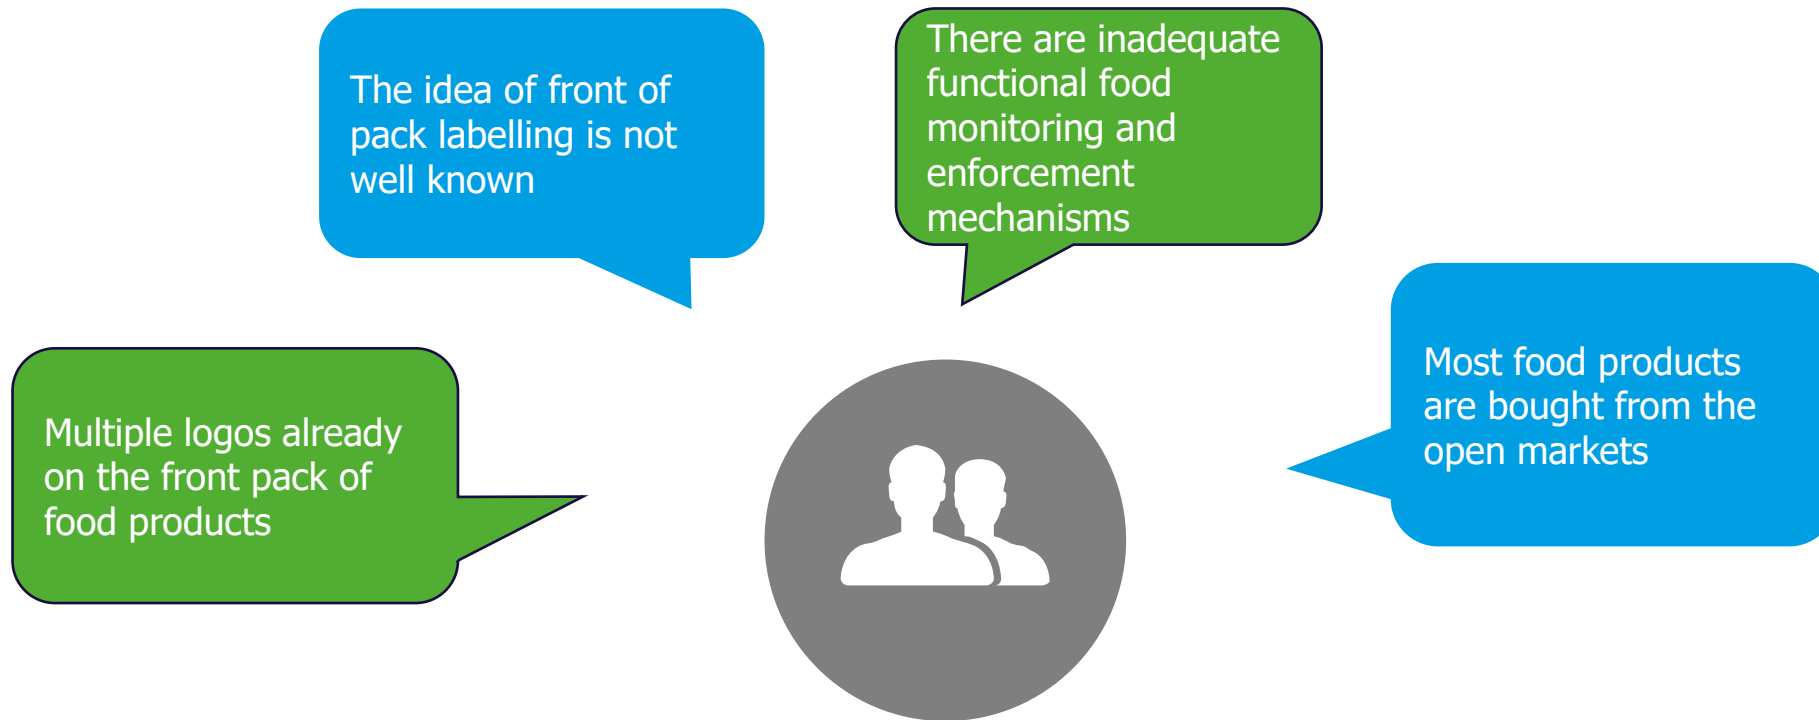 The idea of front of
pack labelling is not
well known
There are inadequate
functional food
monitoring and
enforcement
mechanisms
Multiple logos already
on the front pack of
food products
Most food products
are bought from the
open markets